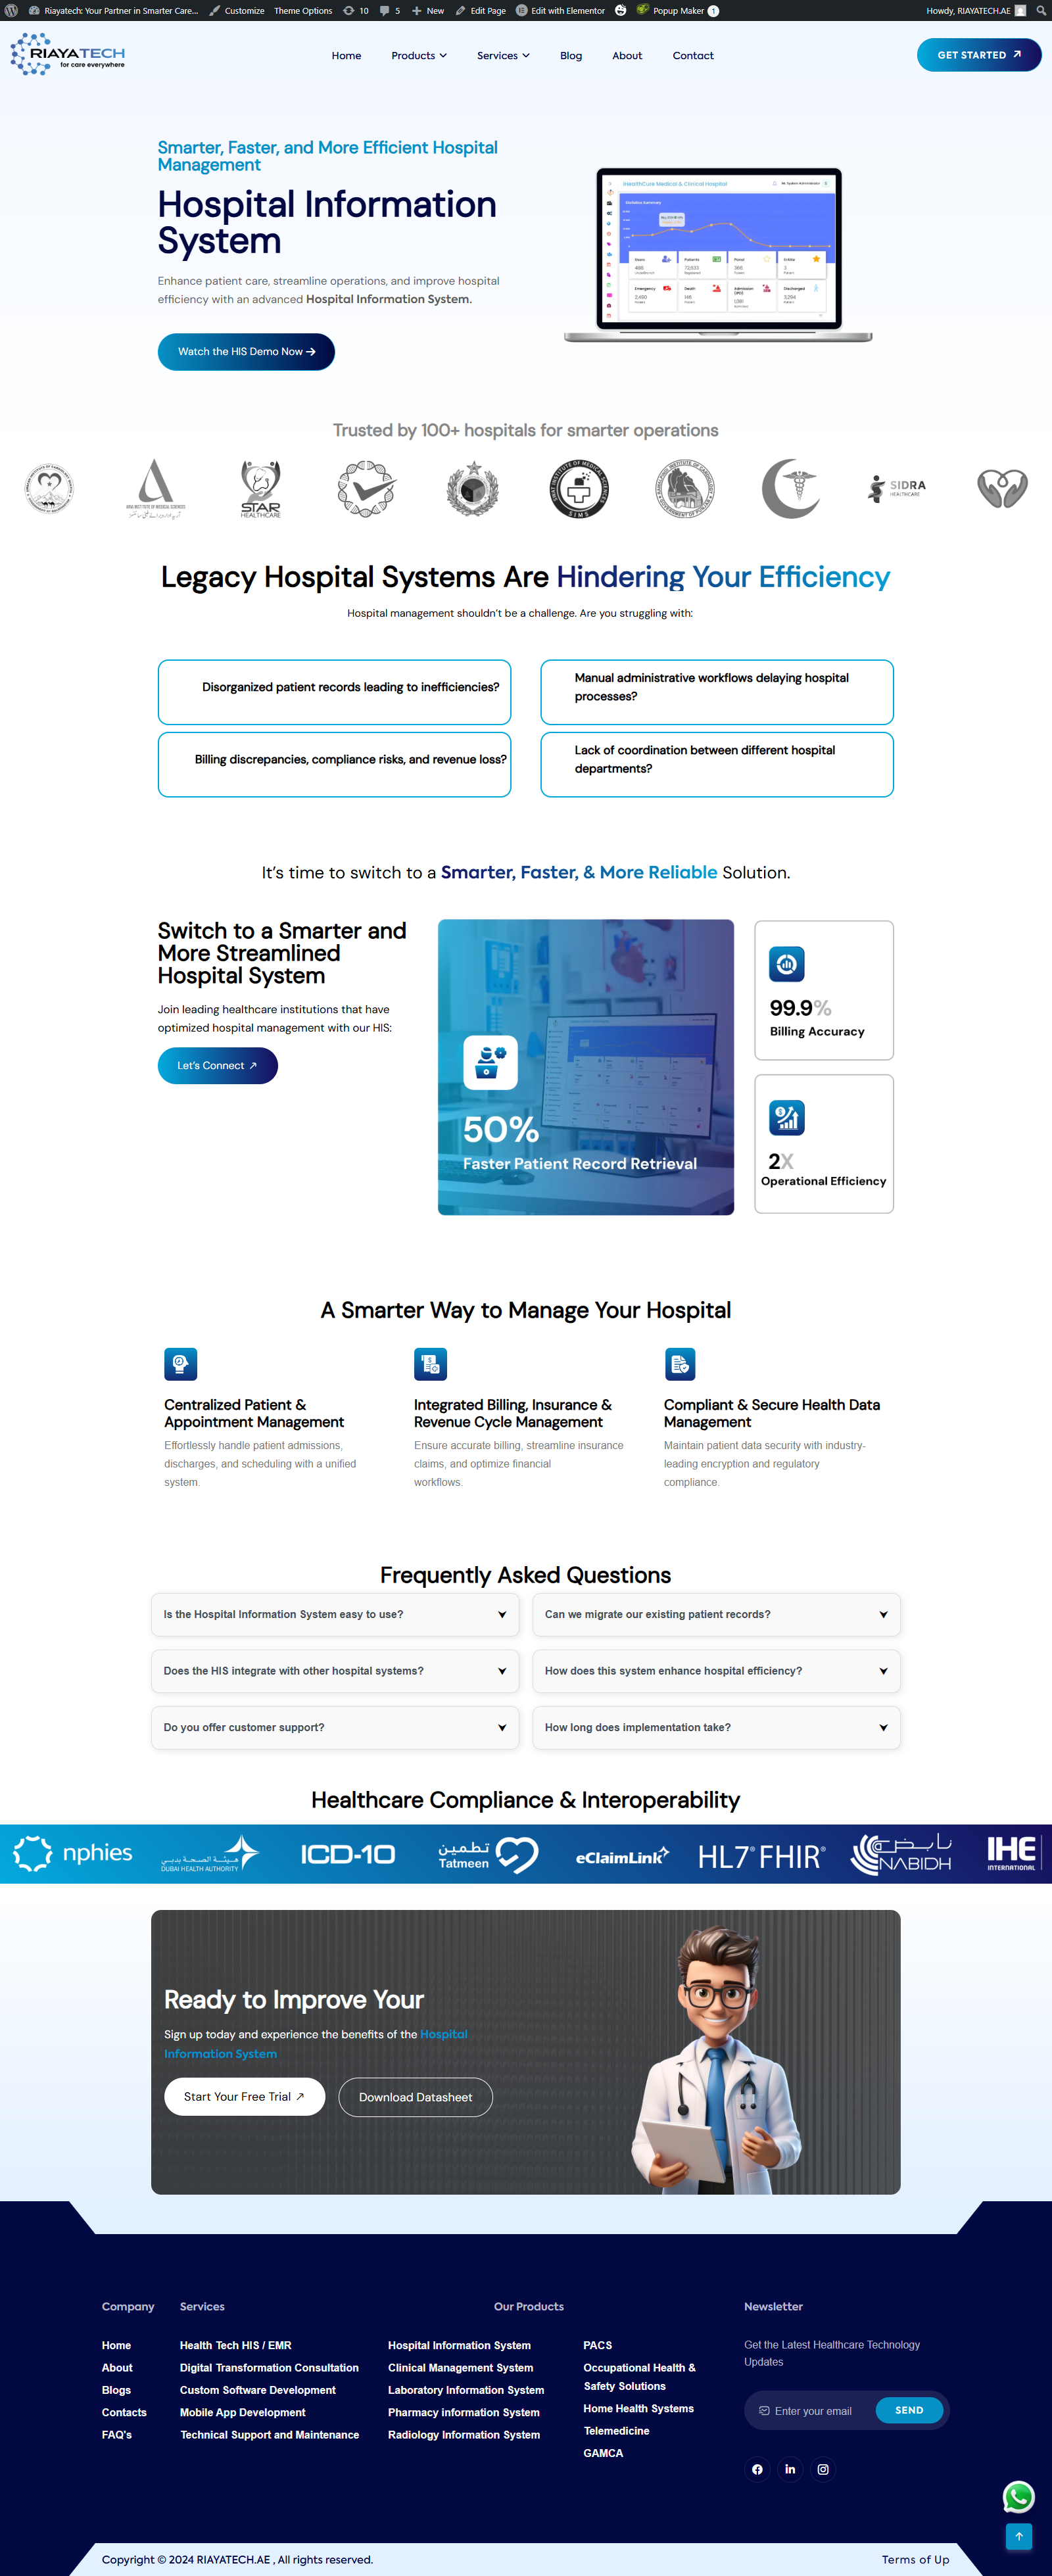 Riayatech: Your Partner in Smarter Care... Customize Theme Options 10 5 New Edit Page Edit with Elementor Popup Maker 1 Howdy, RIAYATECH.AE
RIAYATECH
for care everywhere
Home Products Services Blog About Contact
GET STARTED
Smarter, Faster, and More Efficient Hospital
Management
Hospital Information
System
Enhance patient care, streamline operations, and improve hospital
efficiency with an advanced Hospital Information System.
Watch the HIS Demo Now
iHealthCure Medical & Clinical Hospital
Statistics Summary
Trusted by 100+ hospitals for smarter operations
STAR
HEALTHCARE
SIMS
SIDRA
HEALTHCARE
Legacy Hospital Systems Are Hindering Your Efficiency
Hospital management shouldn't be a challenge. Are you struggling with:
Disorganized patient records leading to inefficiencies?
Manual administrative workflows delaying hospital
processes?
Billing discrepancies, compliance risks, and revenue loss?
Lack of coordination between different hospital
departments?
It's time to switch to a Smarter, Faster, & More Reliable Solution.
Switch to a Smarter and
More Streamlined
Hospital System
Join leading healthcare institutions that have
optimized hospital management with our HIS:
Let's Connect
50%
Faster Patient Record Retrieval
99.9%
Billing Accuracy
2X
Operational Efficiency
A Smarter Way to Manage Your Hospital
Centralized Patient &
Appointment Management
Effortlessly handle patient admissions,
discharges, and scheduling with a unified
system.
Integrated Billing, Insurance &
Revenue Cycle Management
Ensure accurate billing, streamline insurance
claims, and optimize financial
workflows.
Compliant & Secure Health Data
Management
Maintain patient data security with industry-
leading encryption and regulatory
compliance.
Frequently Asked Questions
Is the Hospital Information System easy to use?
Can we migrate our existing patient records?
Does the HIS integrate with other hospital systems?
How does this system enhance hospital efficiency?
Do you offer customer support?
How long does implementation take?
Healthcare Compliance & Interoperability
nphies
هيئة الصحة بدبي
DUBAI HEALTH AUTHORITY
ICD-10
تطمين
Tatmeen
eClaimLink
HL7® FHIR®
نابض
NABIDH
IHE
INTERNATIONAL
Ready to Improve Your
Sign up today and experience the benefits of the Hospital
Information System
Start Your Free Trial
Download Datasheet
Company
Home
About
Blogs
Contacts
FAQ's
Services
Health Tech HIS / EMR
Digital Transformation Consultation
Custom Software Development
Mobile App Development
Technical Support and Maintenance
Our Products
Hospital Information System
Clinical Management System
Laboratory Information System
Pharmacy information System
Radiology Information System
PACS
Occupational Health &
Safety Solutions
Home Health Systems
Telemedicine
GAMCA
Newsletter
Get the Latest Healthcare Technology
Updates
Enter your email
SEND
Copyright © 2024 RIAYATECH.AE , All rights reserved.
Terms of Up